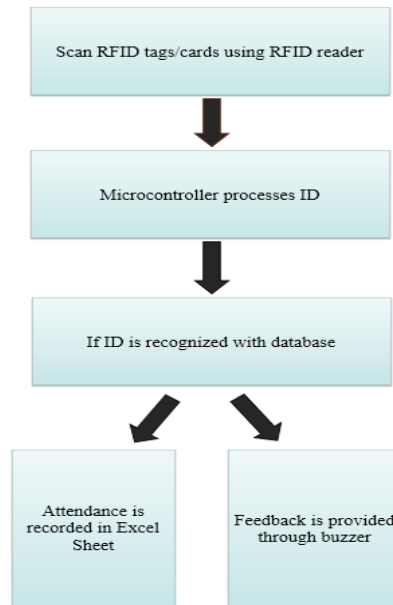 Scan RFID tags/cards using RFID reader
Microcontroller processes ID
If ID is recognized with database
Attendance is
recorded in Excel
Sheet
Feedback is provided
through buzzer